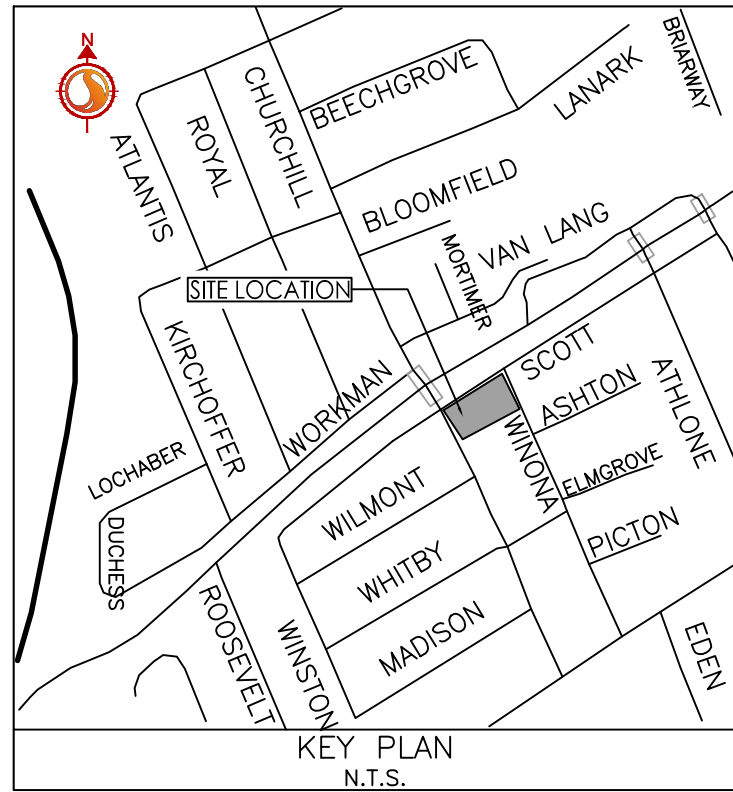 N
BRIARWAY
BEECHGROVE
LANARK
CHURCHILL
ROYAL
ATLANTIS
BLOOMFIELD
VAN LANG
MORTIMER
SITE LOCATION
KIRCHOFFER
WORKMAN
SCOTT
ASHTON
ATHLONE
WINONA
LOCHABER
ELMGROVE
WILMONT
DUCHESS
PICTON
WHITBY
ROOSEVELT
WINSTON
MADISON
EDEN
KEY PLAN
N.T.S.